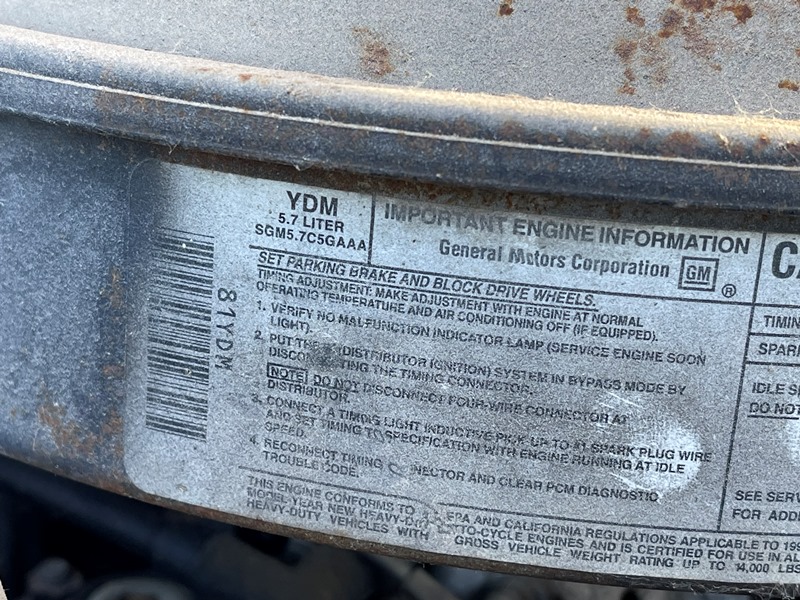 YDM
5.7 LITER
SGM5.7C5GAAA
IMPORTANT ENGINE INFORMATION
General Motors Corporation GM ®
81YDM
SET PARKING BRAKE AND BLOCK DRIVE WHEELS.
TIMING ADJUSTMENT: MAKE ADJUSTMENT WITH ENGINE AT NORMAL
OPERATING TEMPERATURE AND AIR CONDITIONING OFF (IF EQUIPPED).
1. VERIFY NO MALFUNCTION INDICATOR LAMP (SERVICE ENGINE SOON
LIGHT).
2. PUT THE (DISTRIBUTOR IGNITION) SYSTEM IN BYPASS MODE BY
THE TIMING CONNECTOR.
NOTE DO NOT DISCONNECT FOUR-WIRE CONNECTOR AT
DISTRIBUTOR.
3. CONNECT A TIMING LIGHT INDUCTIVE PICK-UP TO #1 SPARK PLUG WIRE
AND SET TIMING TO SPECIFICATION WITH ENGINE RUNNING AT IDLE
SPEED.
4. RECONNECT TIMING C NNECTOR AND CLEAR PCM DIAGNOSTIC
TROUBLE CODE.
THIS ENGINE CONFORMS TO EPA AND CALIFORNIA REGULATIONS APPLICABLE TO 199
MODEL YEAR NEW HEAVY-D TTO-CYCLE ENGINES AND IS CERTIFIED FOR USE IN AL
HEAVY-DUTY VEHICLES WITH GROSS VEHICLE WEIGHT RATING UP TO 14,000 LBS
CA
TIMIN
SPARK
IDLE S
DO NOT
SEE SERV
FOR ADDI